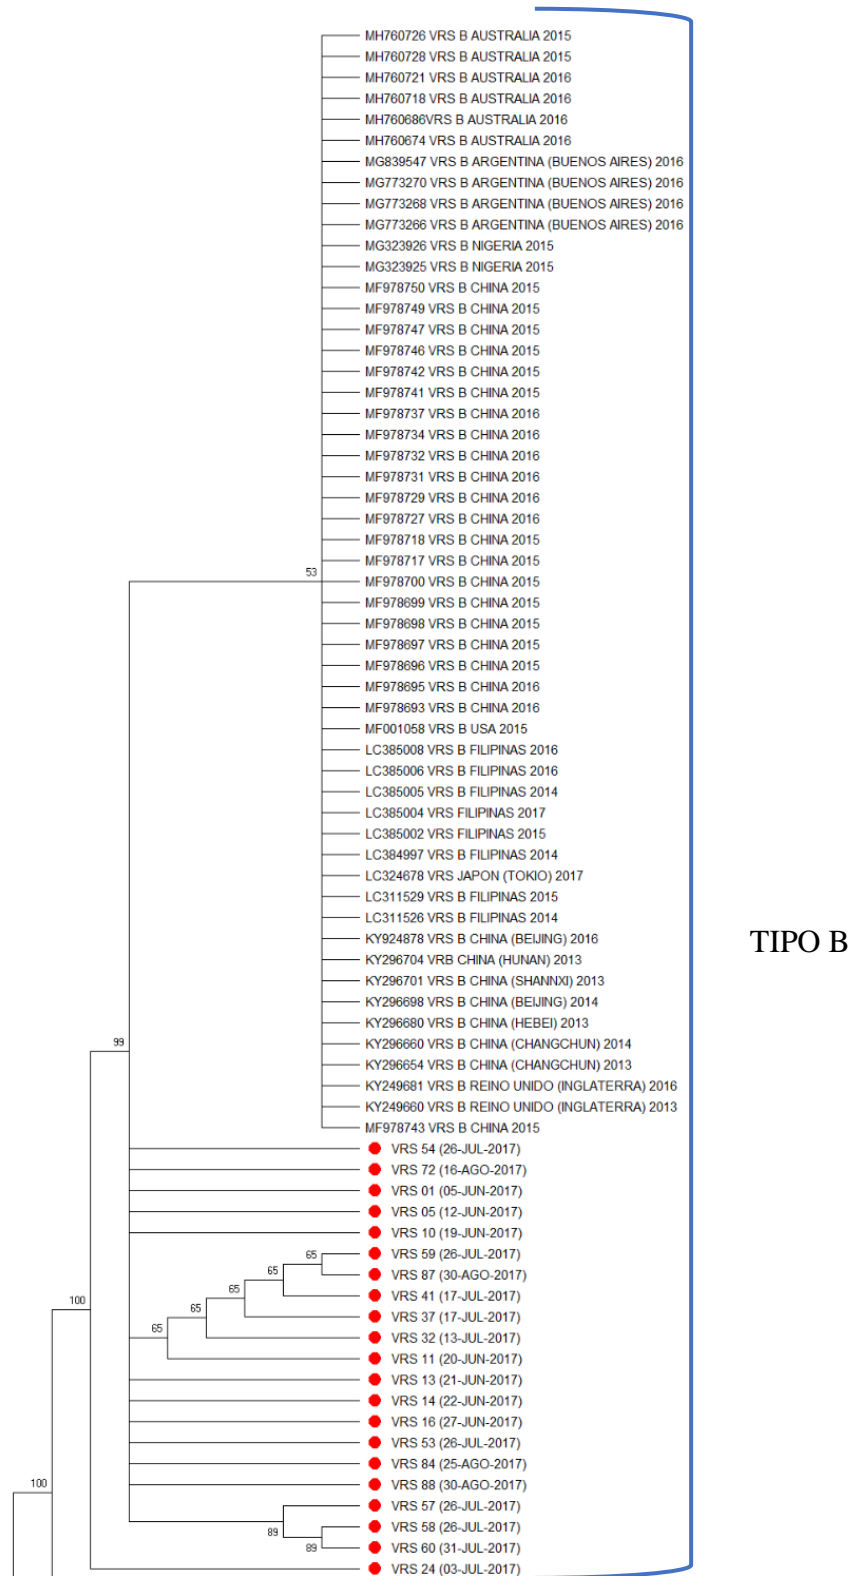 MH760726 VRS B AUSTRALIA 2015
MH760728 VRS B AUSTRALIA 2015
MH760721 VRS B AUSTRALIA 2016
MH760718 VRS B AUSTRALIA 2016
MH760686VRS B AUSTRALIA 2016
MH760674 VRS B AUSTRALIA 2016
MG839547 VRS B ARGENTINA (BUENOS AIRES) 2016
MG773270 VRS B ARGENTINA (BUENOS AIRES) 2016
MG773268 VRS B ARGENTINA (BUENOS AIRES) 2016
MG773266 VRS B ARGENTINA (BUENOS AIRES) 2016
MG323926 VRS B NIGERIA 2015
MG323925 VRS B NIGERIA 2015
MF978750 VRS B CHINA 2015
MF978749 VRS B CHINA 2015
MF978747 VRS B CHINA 2015
MF978746 VRS B CHINA 2015
MF978742 VRS B CHINA 2015
MF978741 VRS B CHINA 2015
MF978737 VRS B CHINA 2016
MF978734 VRS B CHINA 2016
MF978732 VRS B CHINA 2016
MF978731 VRS B CHINA 2016
MF978729 VRS B CHINA 2016
MF978727 VRS B CHINA 2016
MF978718 VRS B CHINA 2015
MF978717 VRS B CHINA 2015
53
MF978700 VRS B CHINA 2015
MF978699 VRS B CHINA 2015
MF978698 VRS B CHINA 2015
MF978697 VRS B CHINA 2015
MF978696 VRS B CHINA 2015
MF978695 VRS B CHINA 2016
MF978693 VRS B CHINA 2016
MF001058 VRS B USA 2015
LC385008 VRS B FILIPINAS 2016
LC385006 VRS B FILIPINAS 2016
LC385005 VRS B FILIPINAS 2014
LC385004 VRS FILIPINAS 2017
LC385002 VRS FILIPINAS 2015
LC384997 VRS B FILIPINAS 2014
LC324678 VRS JAPON (TOKIO) 2017
LC311529 VRS B FILIPINAS 2015
LC311526 VRS B FILIPINAS 2014
KY924878 VRS B CHINA (BEIJING) 2016
TIPO B
KY296704 VRB CHINA (HUNAN) 2013
KY296701 VRS B CHINA (SHANNXI) 2013
KY296698 VRS B CHINA (BEIJING) 2014
KY296680 VRS B CHINA (HEBEI) 2013
99
KY296660 VRS B CHINA (CHANGCHUN) 2014
KY296654 VRS B CHINA (CHANGCHUN) 2013
KY249681 VRS B REINO UNIDO (INGLATERRA) 2016
KY249660 VRS B REINO UNIDO (INGLATERRA) 2013
MF978743 VRS B CHINA 2015
VRS 54 (26-JUL-2017)
VRS 72 (16-AGO-2017)
VRS 01 (05-JUN-2017)
VRS 05 (12-JUN-2017)
VRS 10 (19-JUN-2017)
65
VRS 59 (26-JUL-2017)
65
VRS 87 (30-AGO-2017)
65
VRS 41 (17-JUL-2017)
100
65
VRS 37 (17-JUL-2017)
65
VRS 32 (13-JUL-2017)
VRS 11 (20-JUN-2017)
VRS 13 (21-JUN-2017)
VRS 14 (22-JUN-2017)
VRS 16 (27-JUN-2017)
VRS 53 (26-JUL-2017)
VRS 84 (25-AGO-2017)
100
VRS 88 (30-AGO-2017)
VRS 57 (26-JUL-2017)
89
VRS 58 (26-JUL-2017)
89
VRS 60 (31-JUL-2017)
VRS 24 (03-JUL-2017)